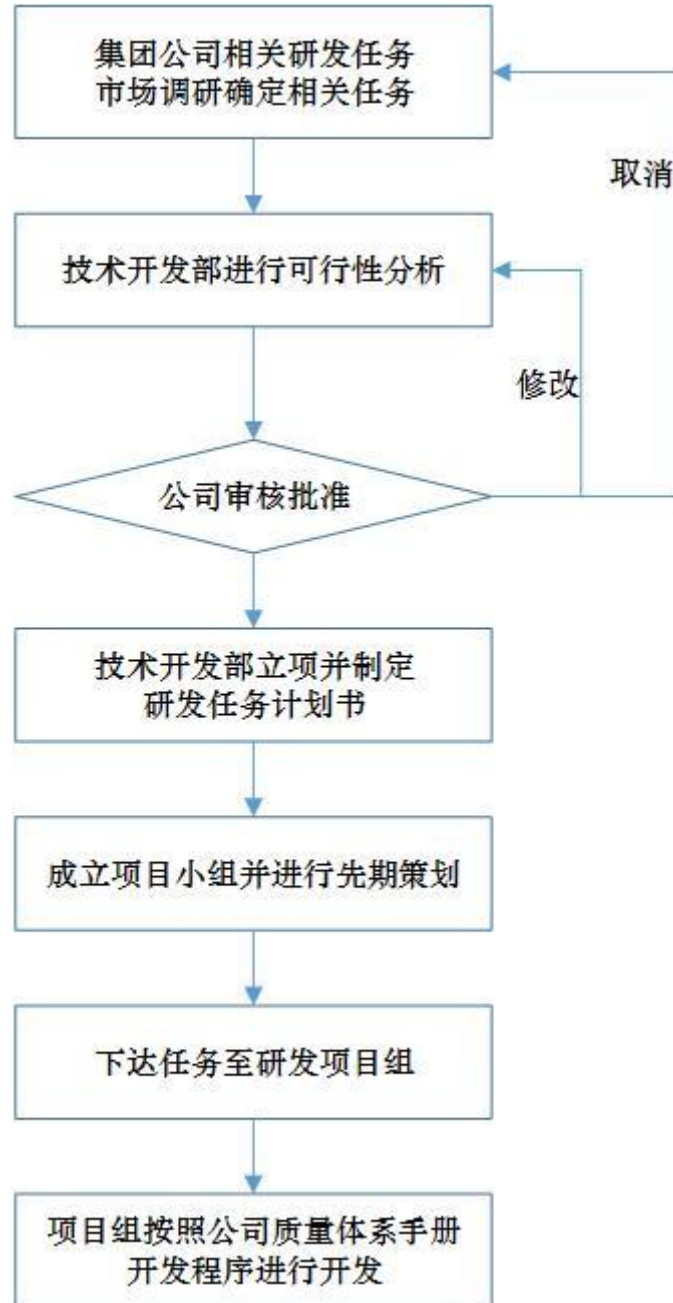 集团公司相关研发任务
市场调研确定相关任务
取消
技术开发部进行可行性分析
修改
公司审核批准
技术开发部立项并制定
研发任务计划书
成立项目小组并进行先期策划
下达任务至研发项目组
项目组按照公司质量体系手册
开发程序进行开发